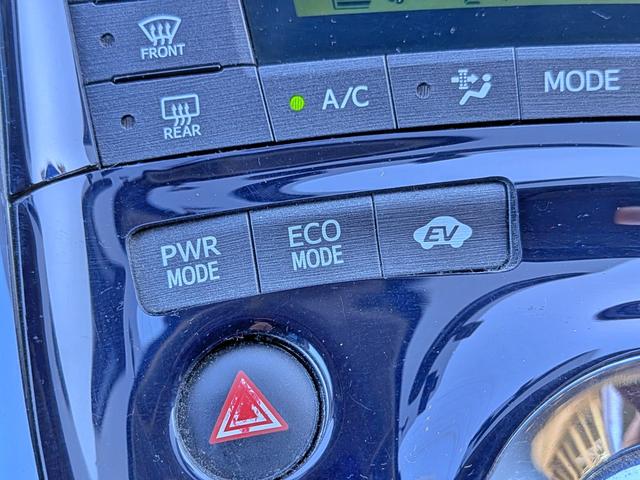 FRONT
REAR
A/C
MODE
PWR
MODE
ECO
MODE
EV